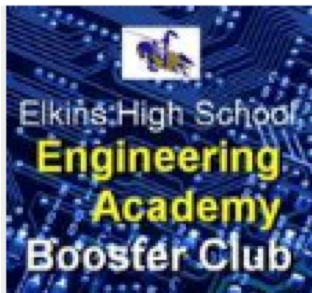 Elkins High School
Engineering
Academy
Booster Club